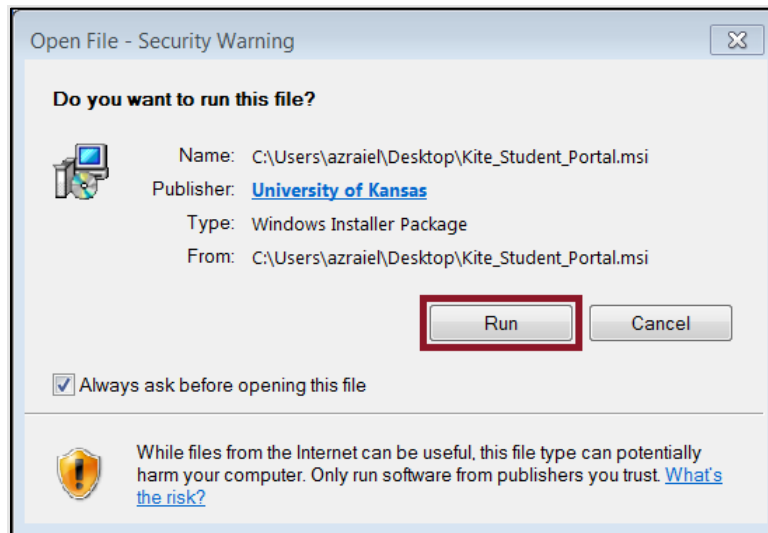 Open File - Security Warning
Do you want to run this file?
Name: C:\Users\azraiel\Desktop\Kite_Student_Portal.msi
Publisher: University of Kansas
Type: Windows Installer Package
From: C:\Users\azraiel\Desktop\Kite_Student_Portal.msi
Run Cancel
Always ask before opening this file
While files from the Internet can be useful, this file type can potentially
harm your computer. Only run software from publishers you trust. What's
the risk?